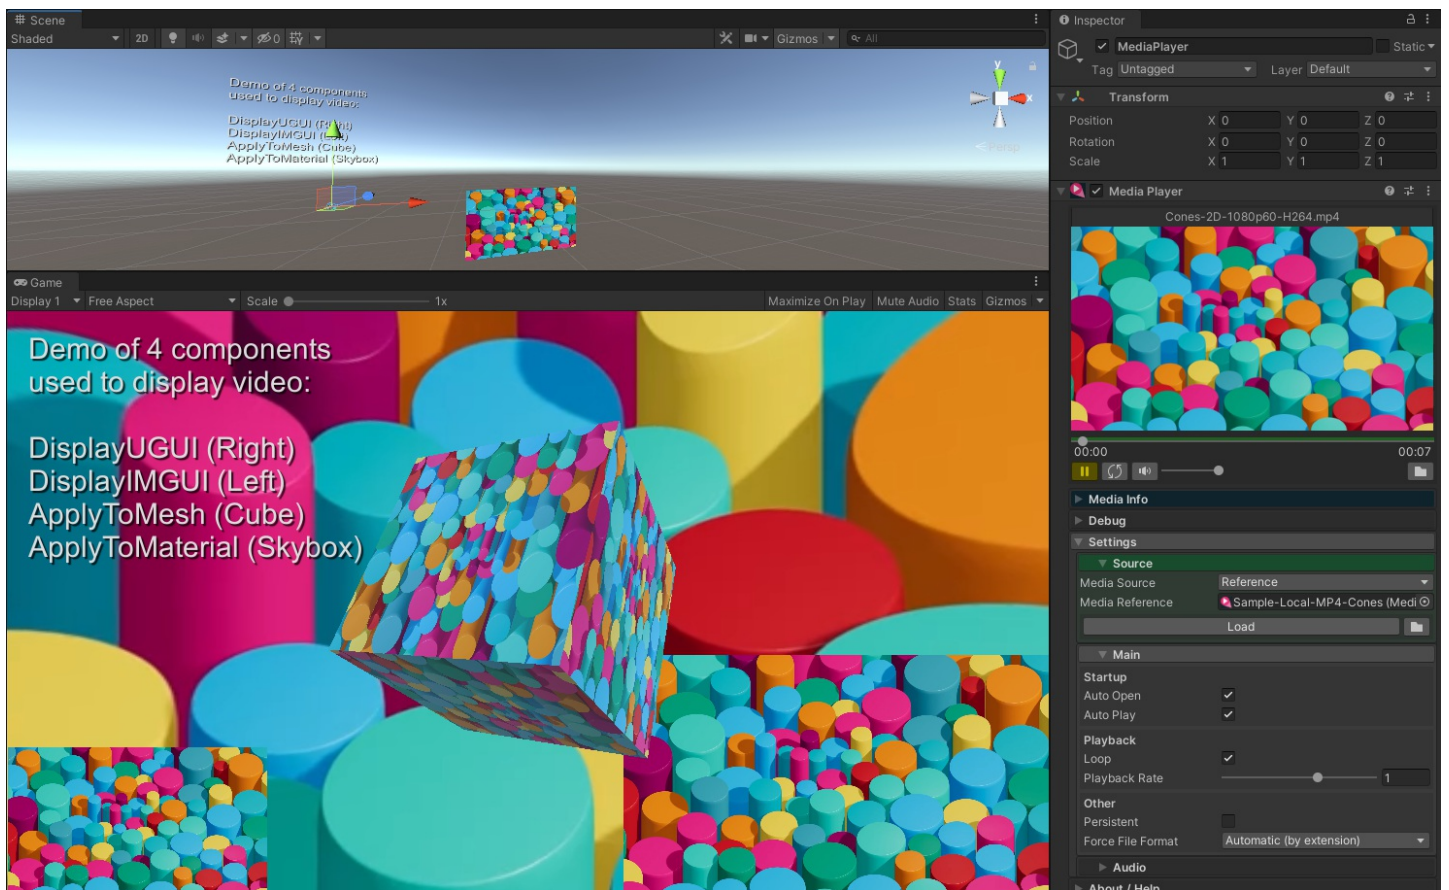 # Scene
Shaded 2D 0 Gizmos All
Demo of 4 components
used to display video:
DisplayUGUI (Right)
DisplayIMGUI (Left)
ApplyToMesh (Cube)
ApplyToMaterial (Skybox)
y
x
< Persp
Game
Display 1 Free Aspect Scale 1x Maximize On Play Mute Audio Stats Gizmos
Demo of 4 components
used to display video:
DisplayUGUI (Right)
DisplayIMGUI (Left)
ApplyToMesh (Cube)
ApplyToMaterial (Skybox)
Inspector
MediaPlayer Static
Tag Untagged Layer Default
Transform
Position X 0 Y 0 Z 0
Rotation X 0 Y 0 Z 0
Scale X 1 Y 1 Z 1
Media Player
Cones-2D-1080p60-H264.mp4
00:00 00:07
Media Info
Debug
Settings
Source
Media Source Reference
Media Reference Sample-Local-MP4-Cones (Medi
Load
Main
Startup
Auto Open
Auto Play
Playback
Loop
Playback Rate 1
Other
Persistent
Force File Format Automatic (by extension)
Audio
About / Help